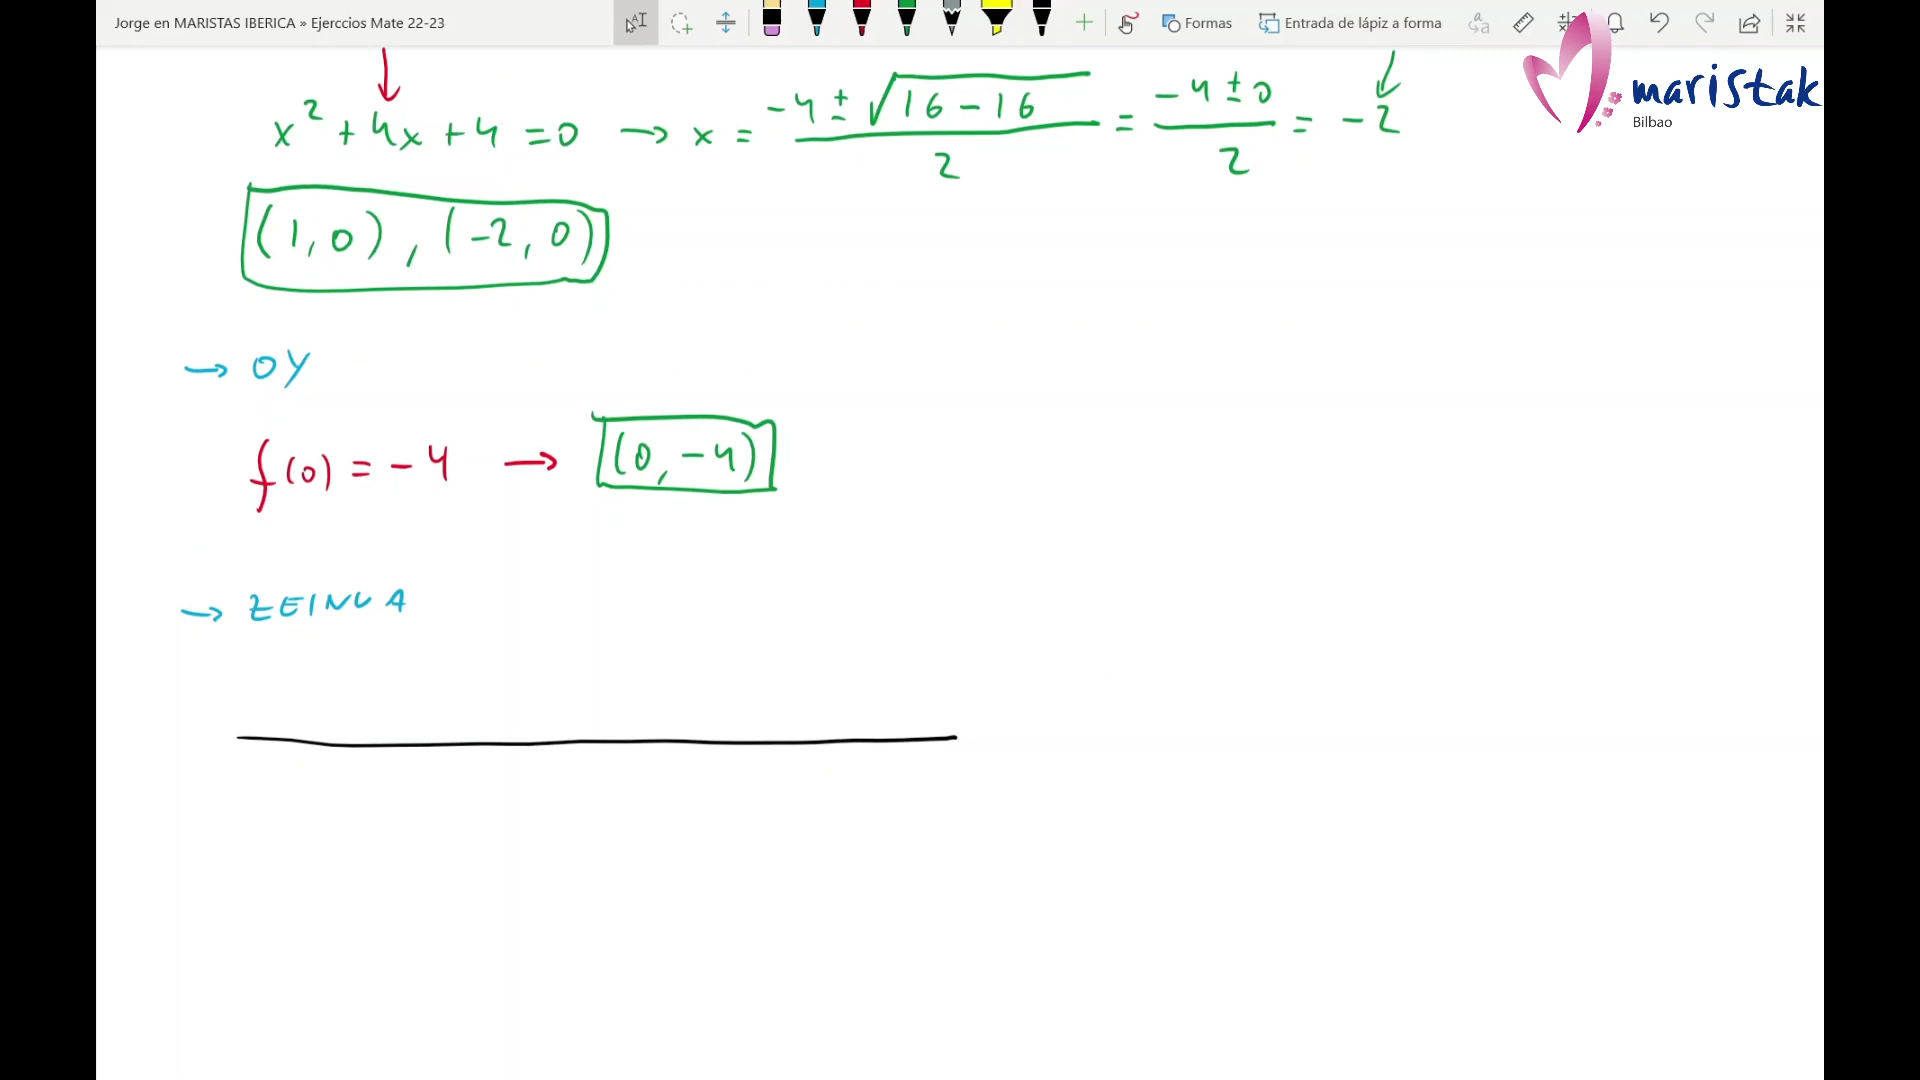 Jorge en MARISTAS IBERICA » Ejerccios Mate 22-23
Formas
Entrada de lápiz a forma
maristak
Bilbao
x² + 4x + 4 = 0 → x = (-4 ± √(16 - 16))/2 = (-4 ± 0)/2 = -2
(1, 0), (-2, 0)
→ OY
f(0) = -4 → (0, -4)
→ ZEINUA